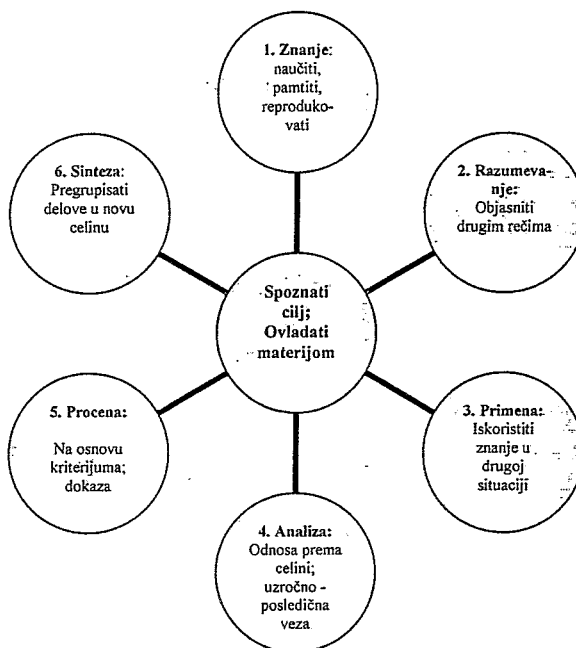 1. Znanje:
naučiti,
pamtiti,
reproduko-
vati
2. Razumeva-
nje:
Objasniti
drugim rečima
3. Primena:
Iskoristiti
znanje u
drugoj
situaciji
4. Analiza:
Odnosa prema
celini;
uzročno -
posledična
veza
5. Procena:
Na osnovu
kriterijuma;
dokaza
6. Sinteza:
Pregrupisati
delove u novu
celinu
Spoznati
cilj;
Ovladati
materijom